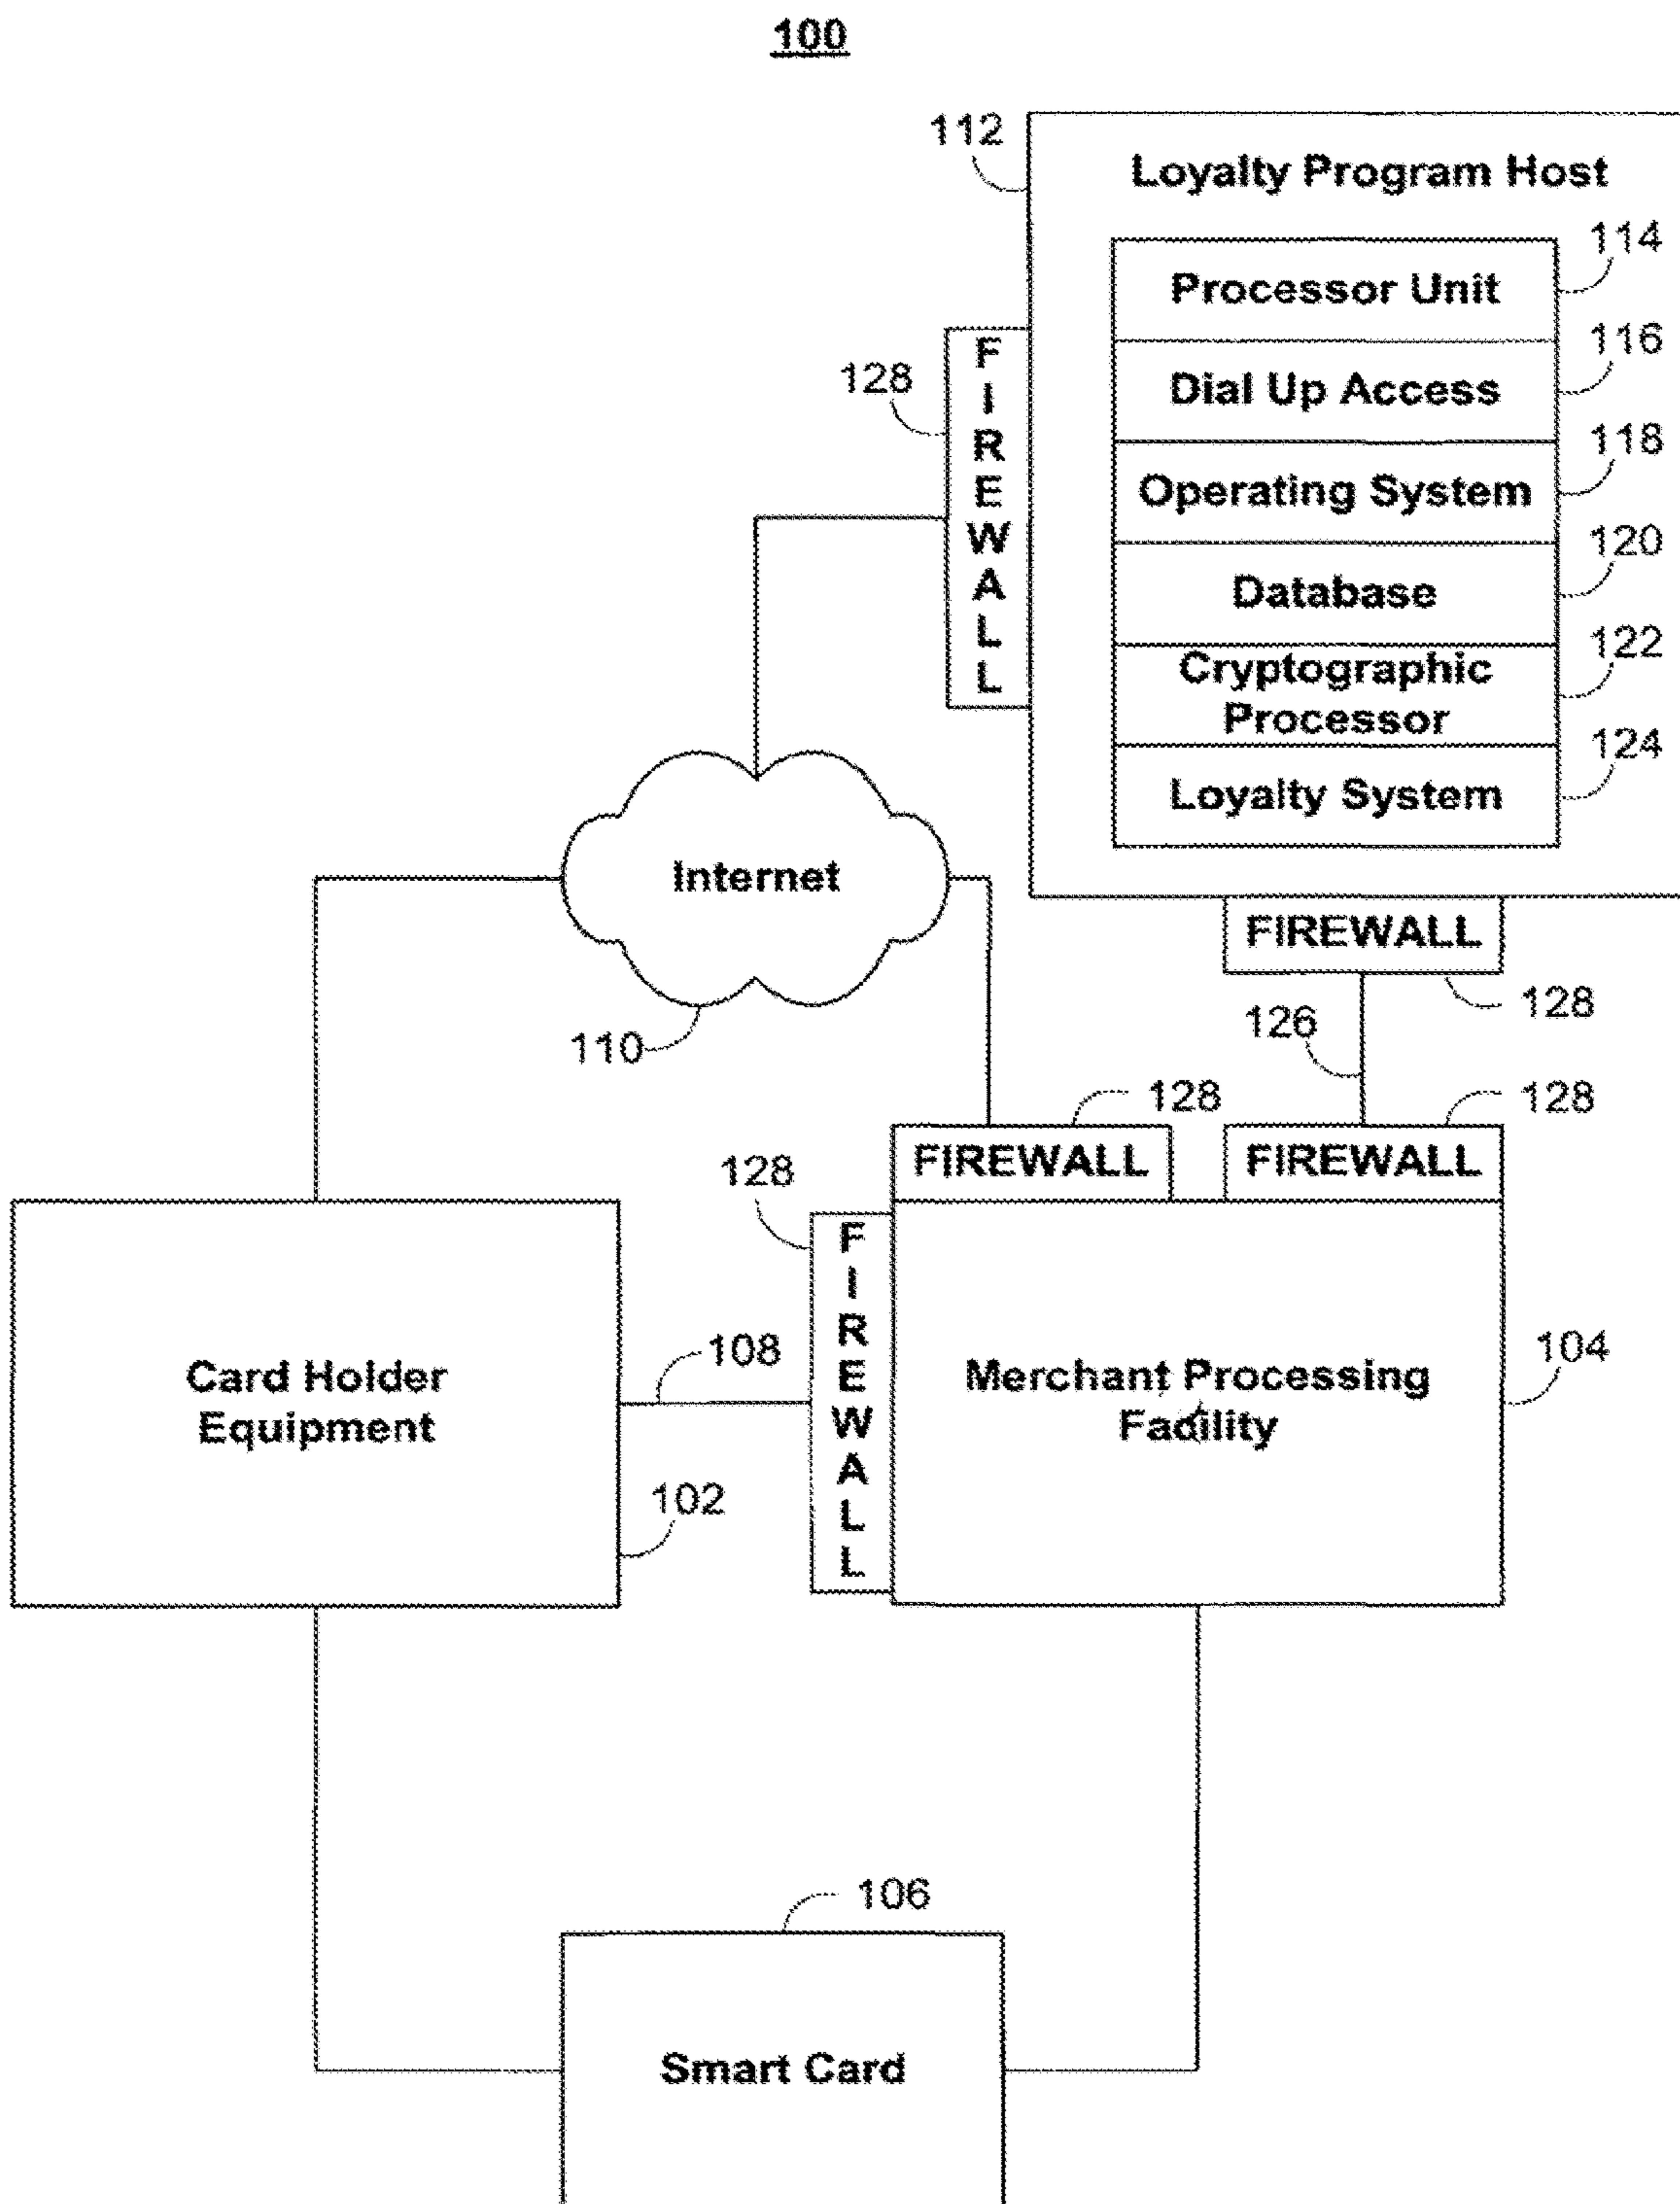 100
112
Loyalty Program Host
114
Processor Unit
116
Dial Up Access
128
FIREWALL
118
Operating System
120
Database
122
Cryptographic
Processor
124
Loyalty System
Internet
110
FIREWALL
128
126
128
FIREWALL
128
FIREWALL
128
FIREWALL
Card Holder
Equipment
108
102
Merchant Processing
Facility
104
106
Smart Card